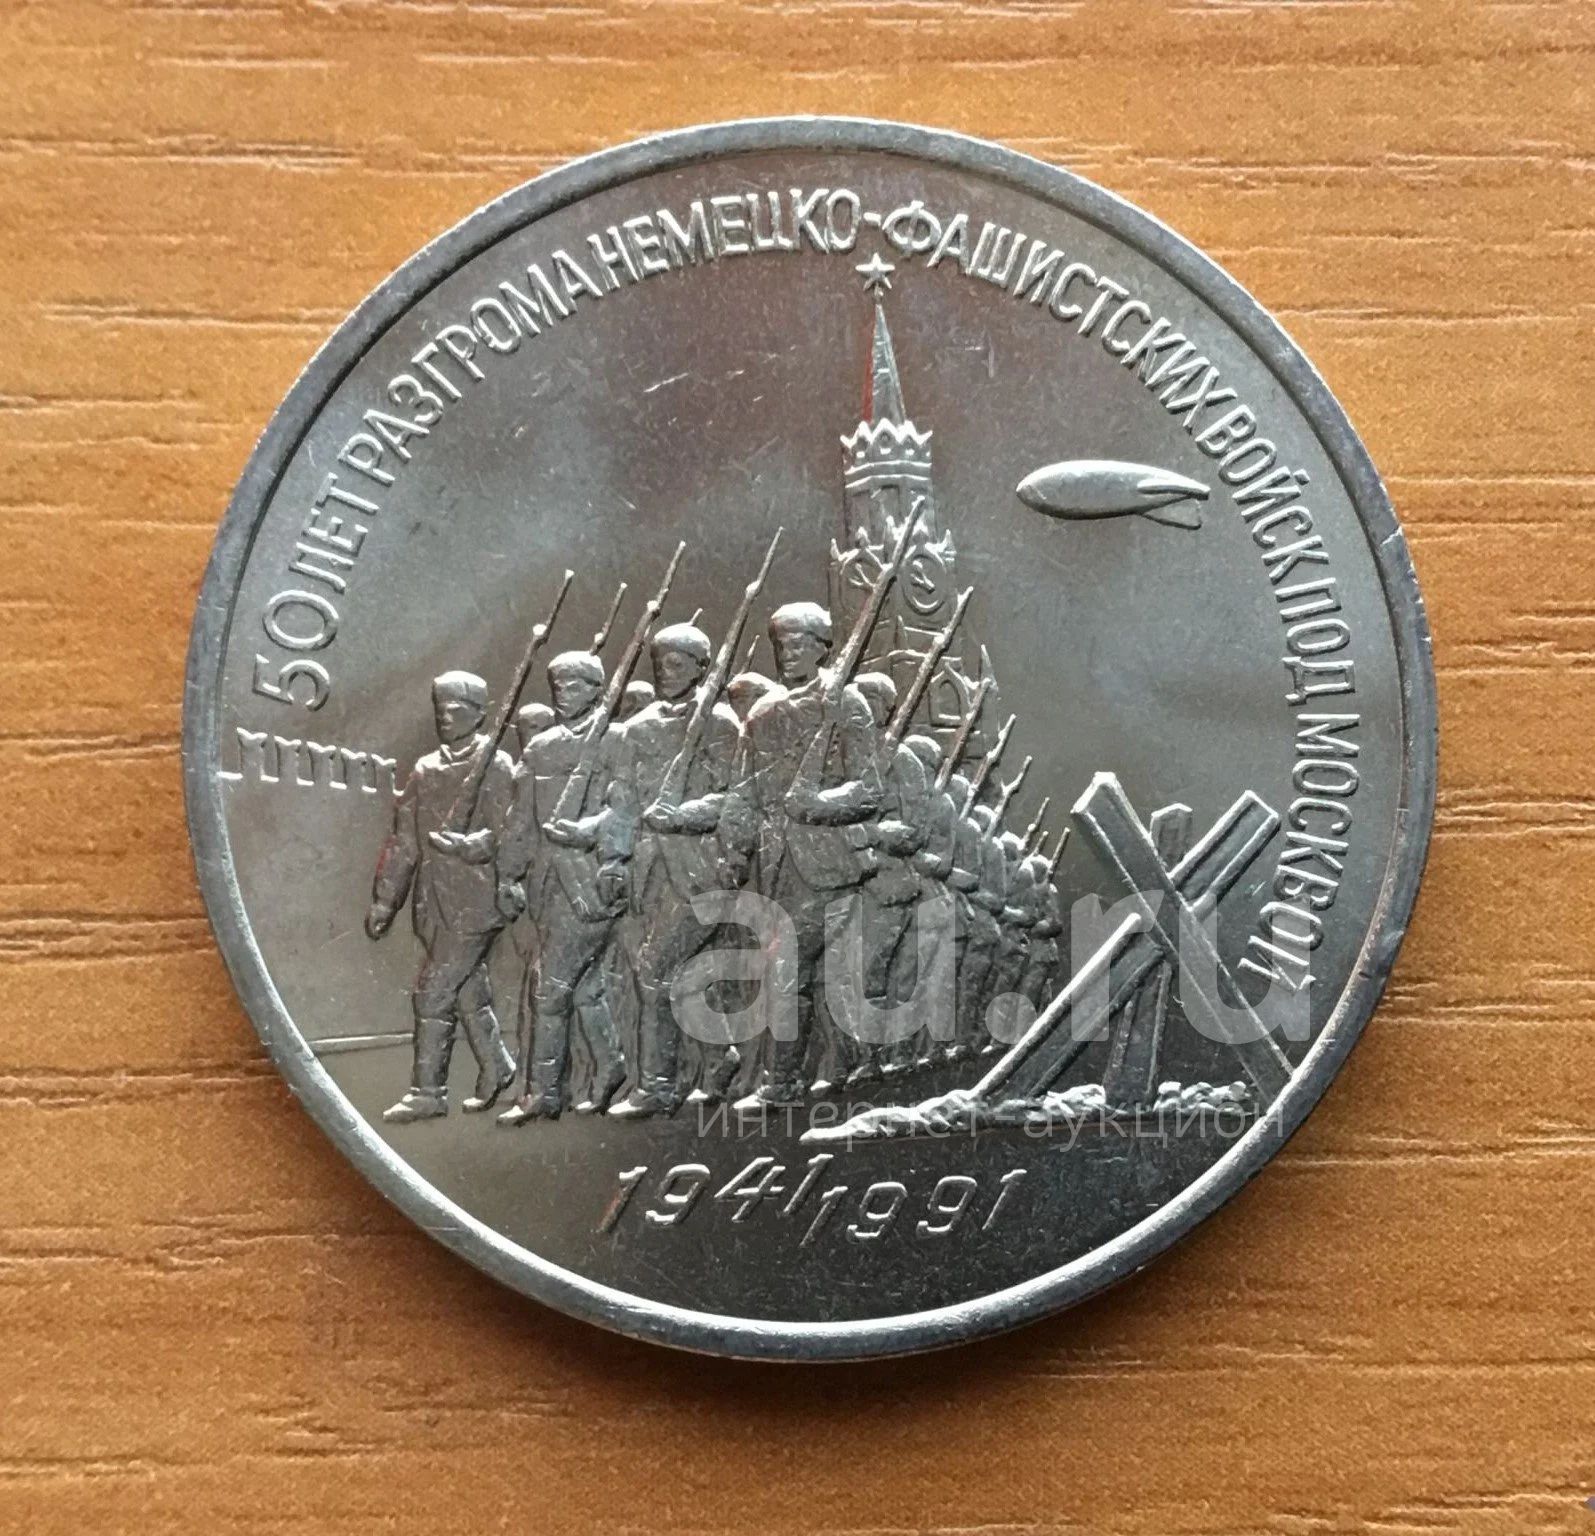 50 ЛЕТ РАЗГРОМА НЕМЕЦКО-ФАШИСТСКИХ ВОЙСК ПОД МОСКВОЙ
au.ru
интернет-аукцион
1941/1991